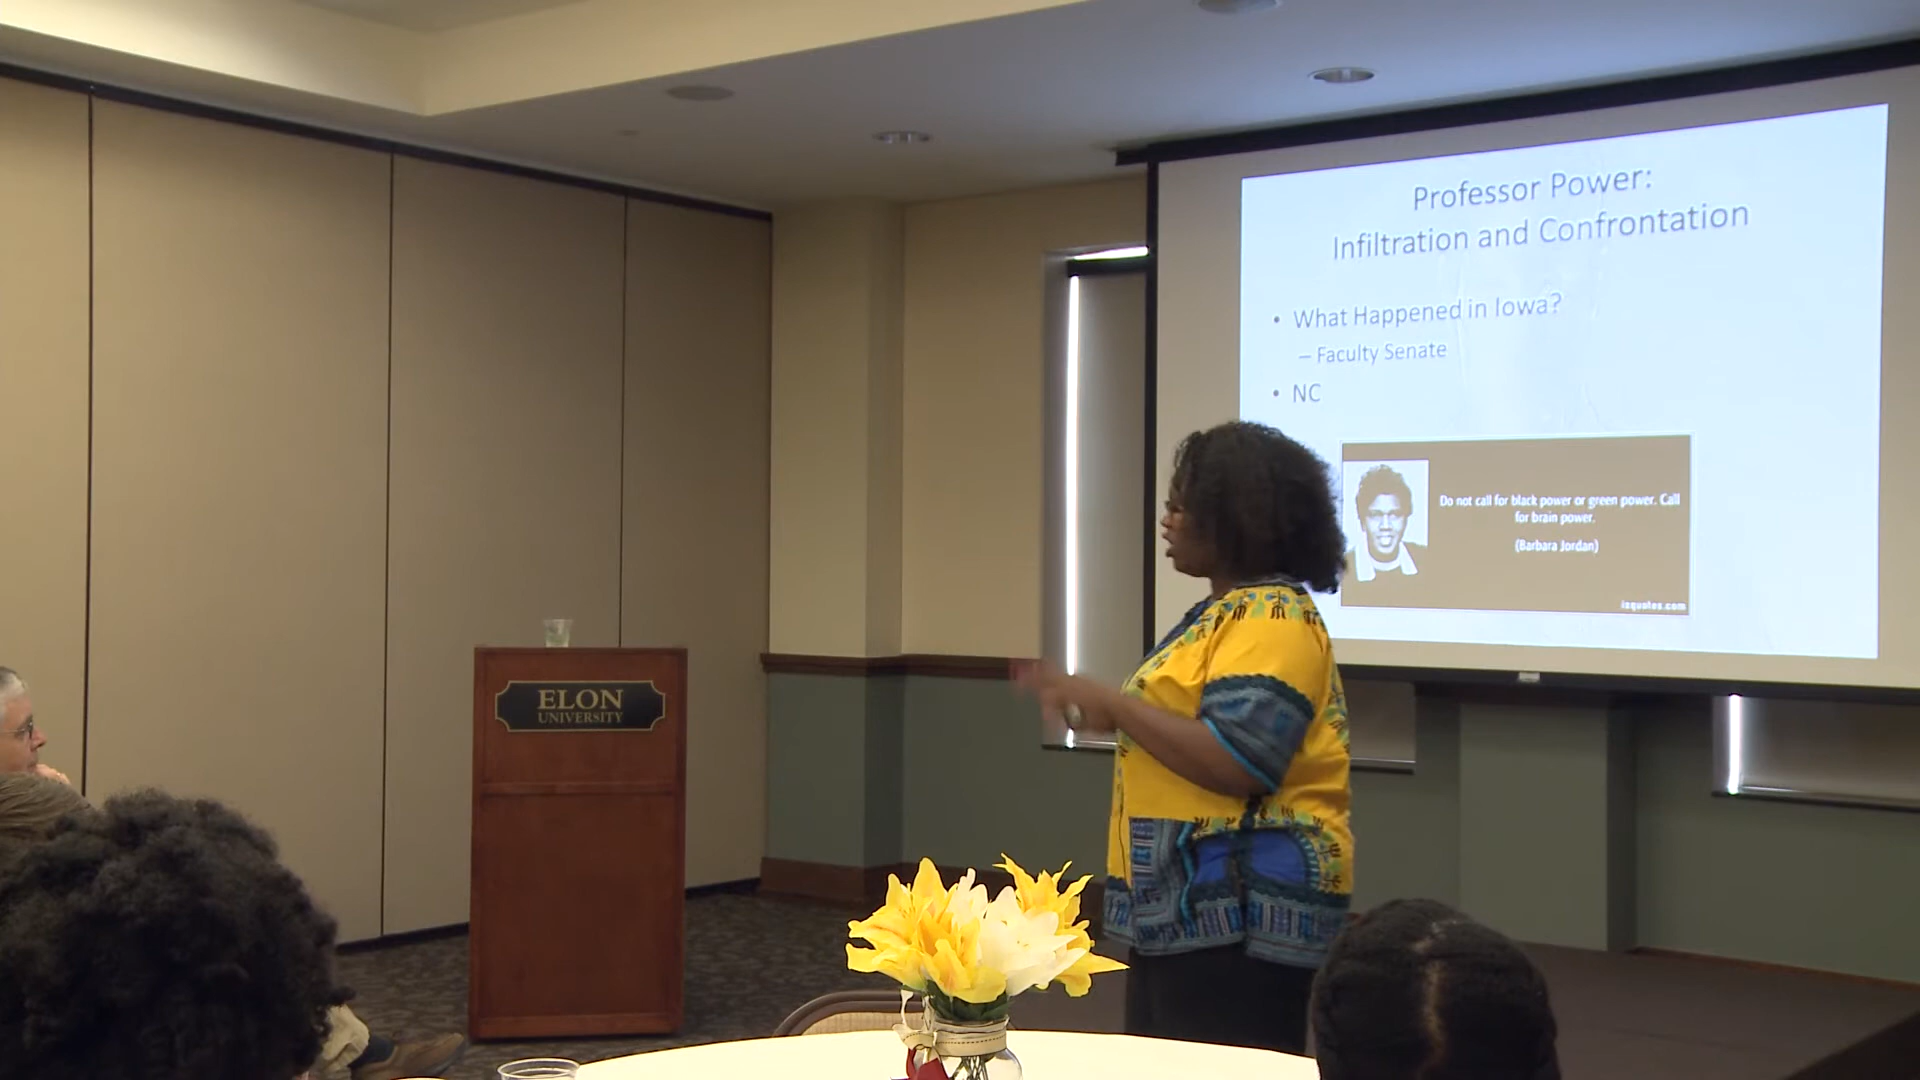 Professor Power:
Infiltration and Confrontation
• What Happened in Iowa?
– Faculty Senate
• NC
Do not call for black power or green power. Call
for brain power.
(Barbara Jordan)
izquotes.com
ELON
UNIVERSITY